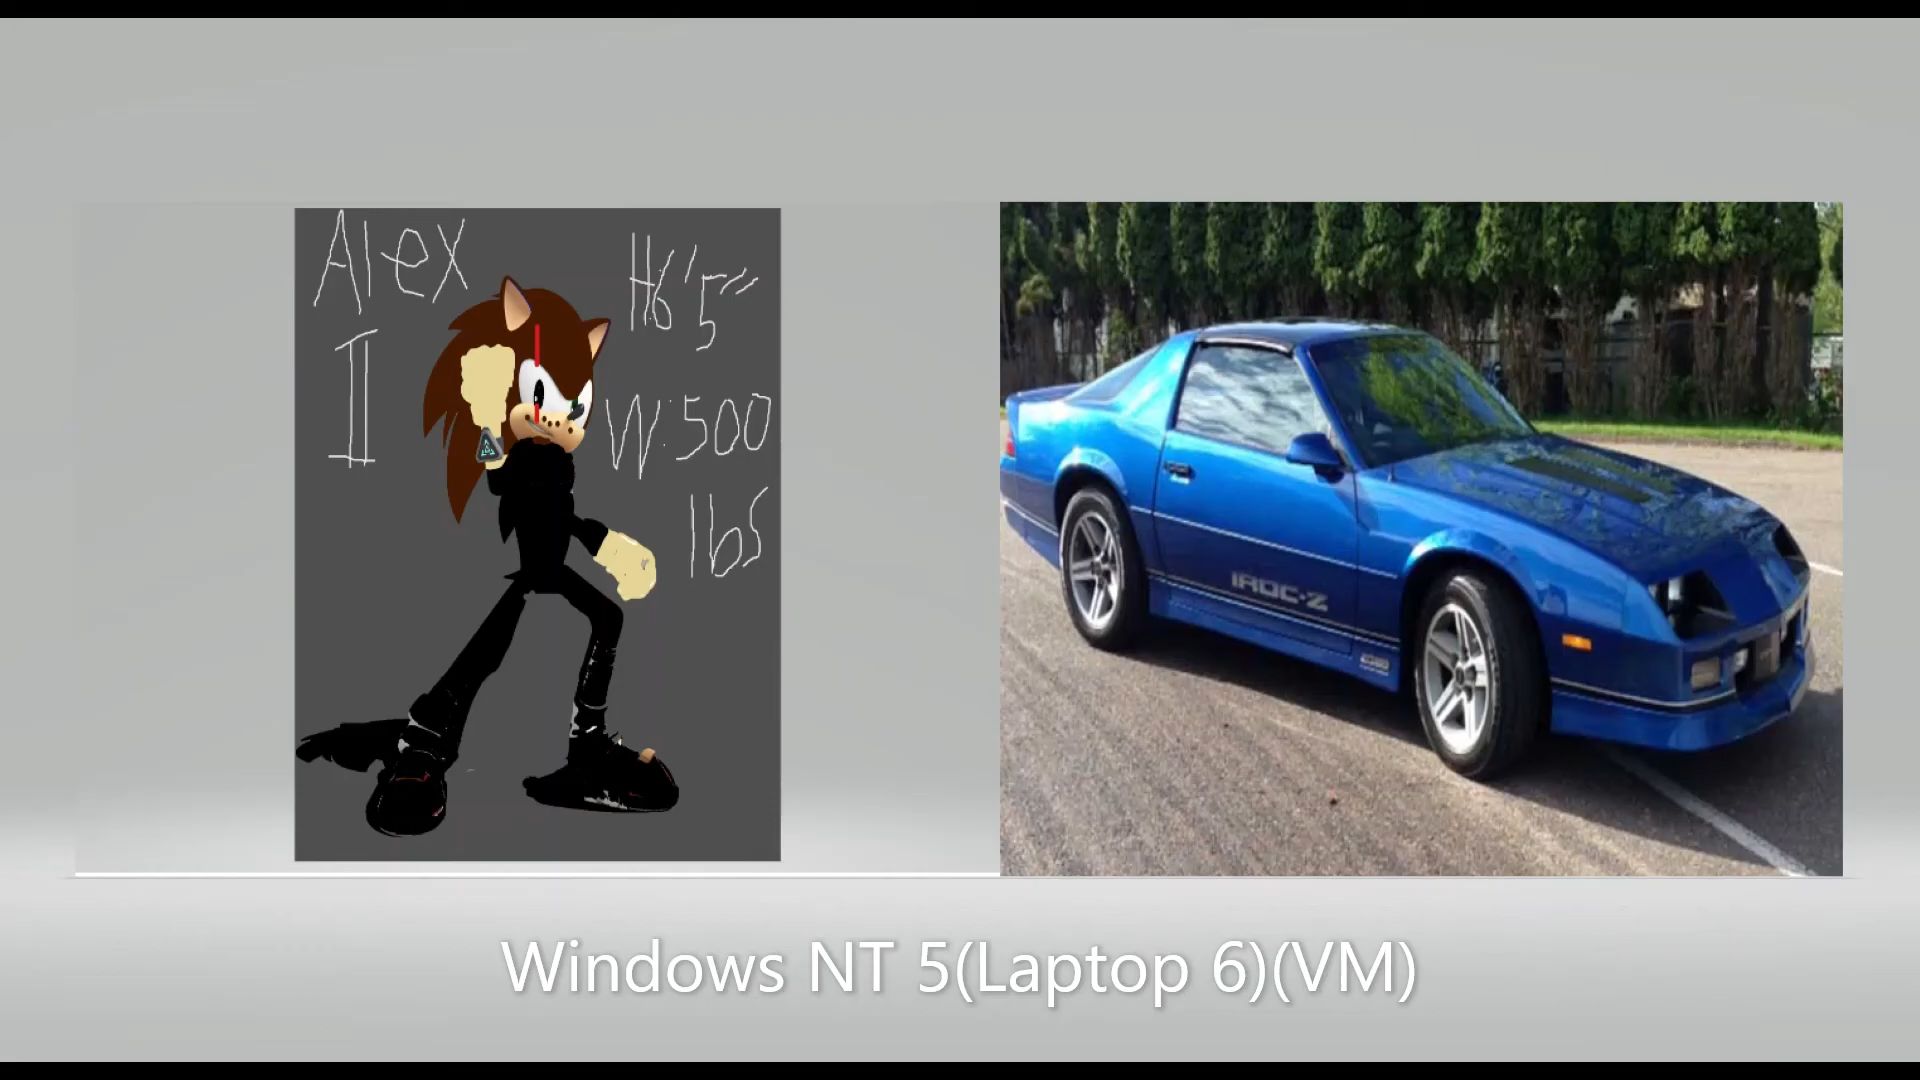 Alex
II
H6'5"
W:500
lbs
IROC-Z
Windows NT 5(Laptop 6)(VM)